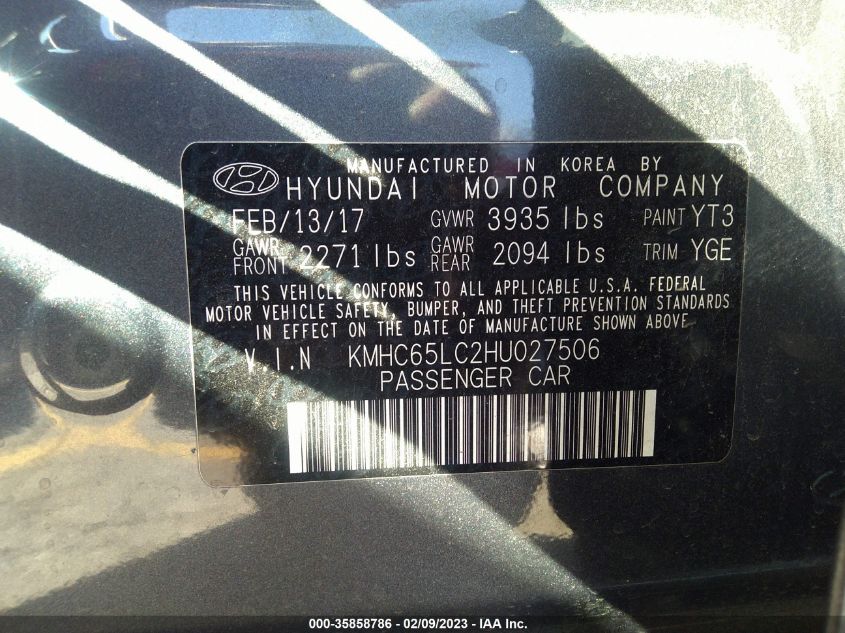 MANUFACTURED IN KOREA BY
HYUNDAI MOTOR COMPANY
FEB/13/17 GVWR 3935 lbs PAINT YT3
GAWR FRONT 2271 lbs GAWR REAR 2094 lbs TRIM YGE
THIS VEHICLE CONFORMS TO ALL APPLICABLE U.S.A. FEDERAL
MOTOR VEHICLE SAFETY, BUMPER, AND THEFT PREVENTION STANDARDS
IN EFFECT ON THE DATE OF MANUFACTURE SHOWN ABOVE
V.I.N KMHC65LC2HU027506
PASSENGER CAR
000-35858786 - 02/09/2023 - IAA Inc.